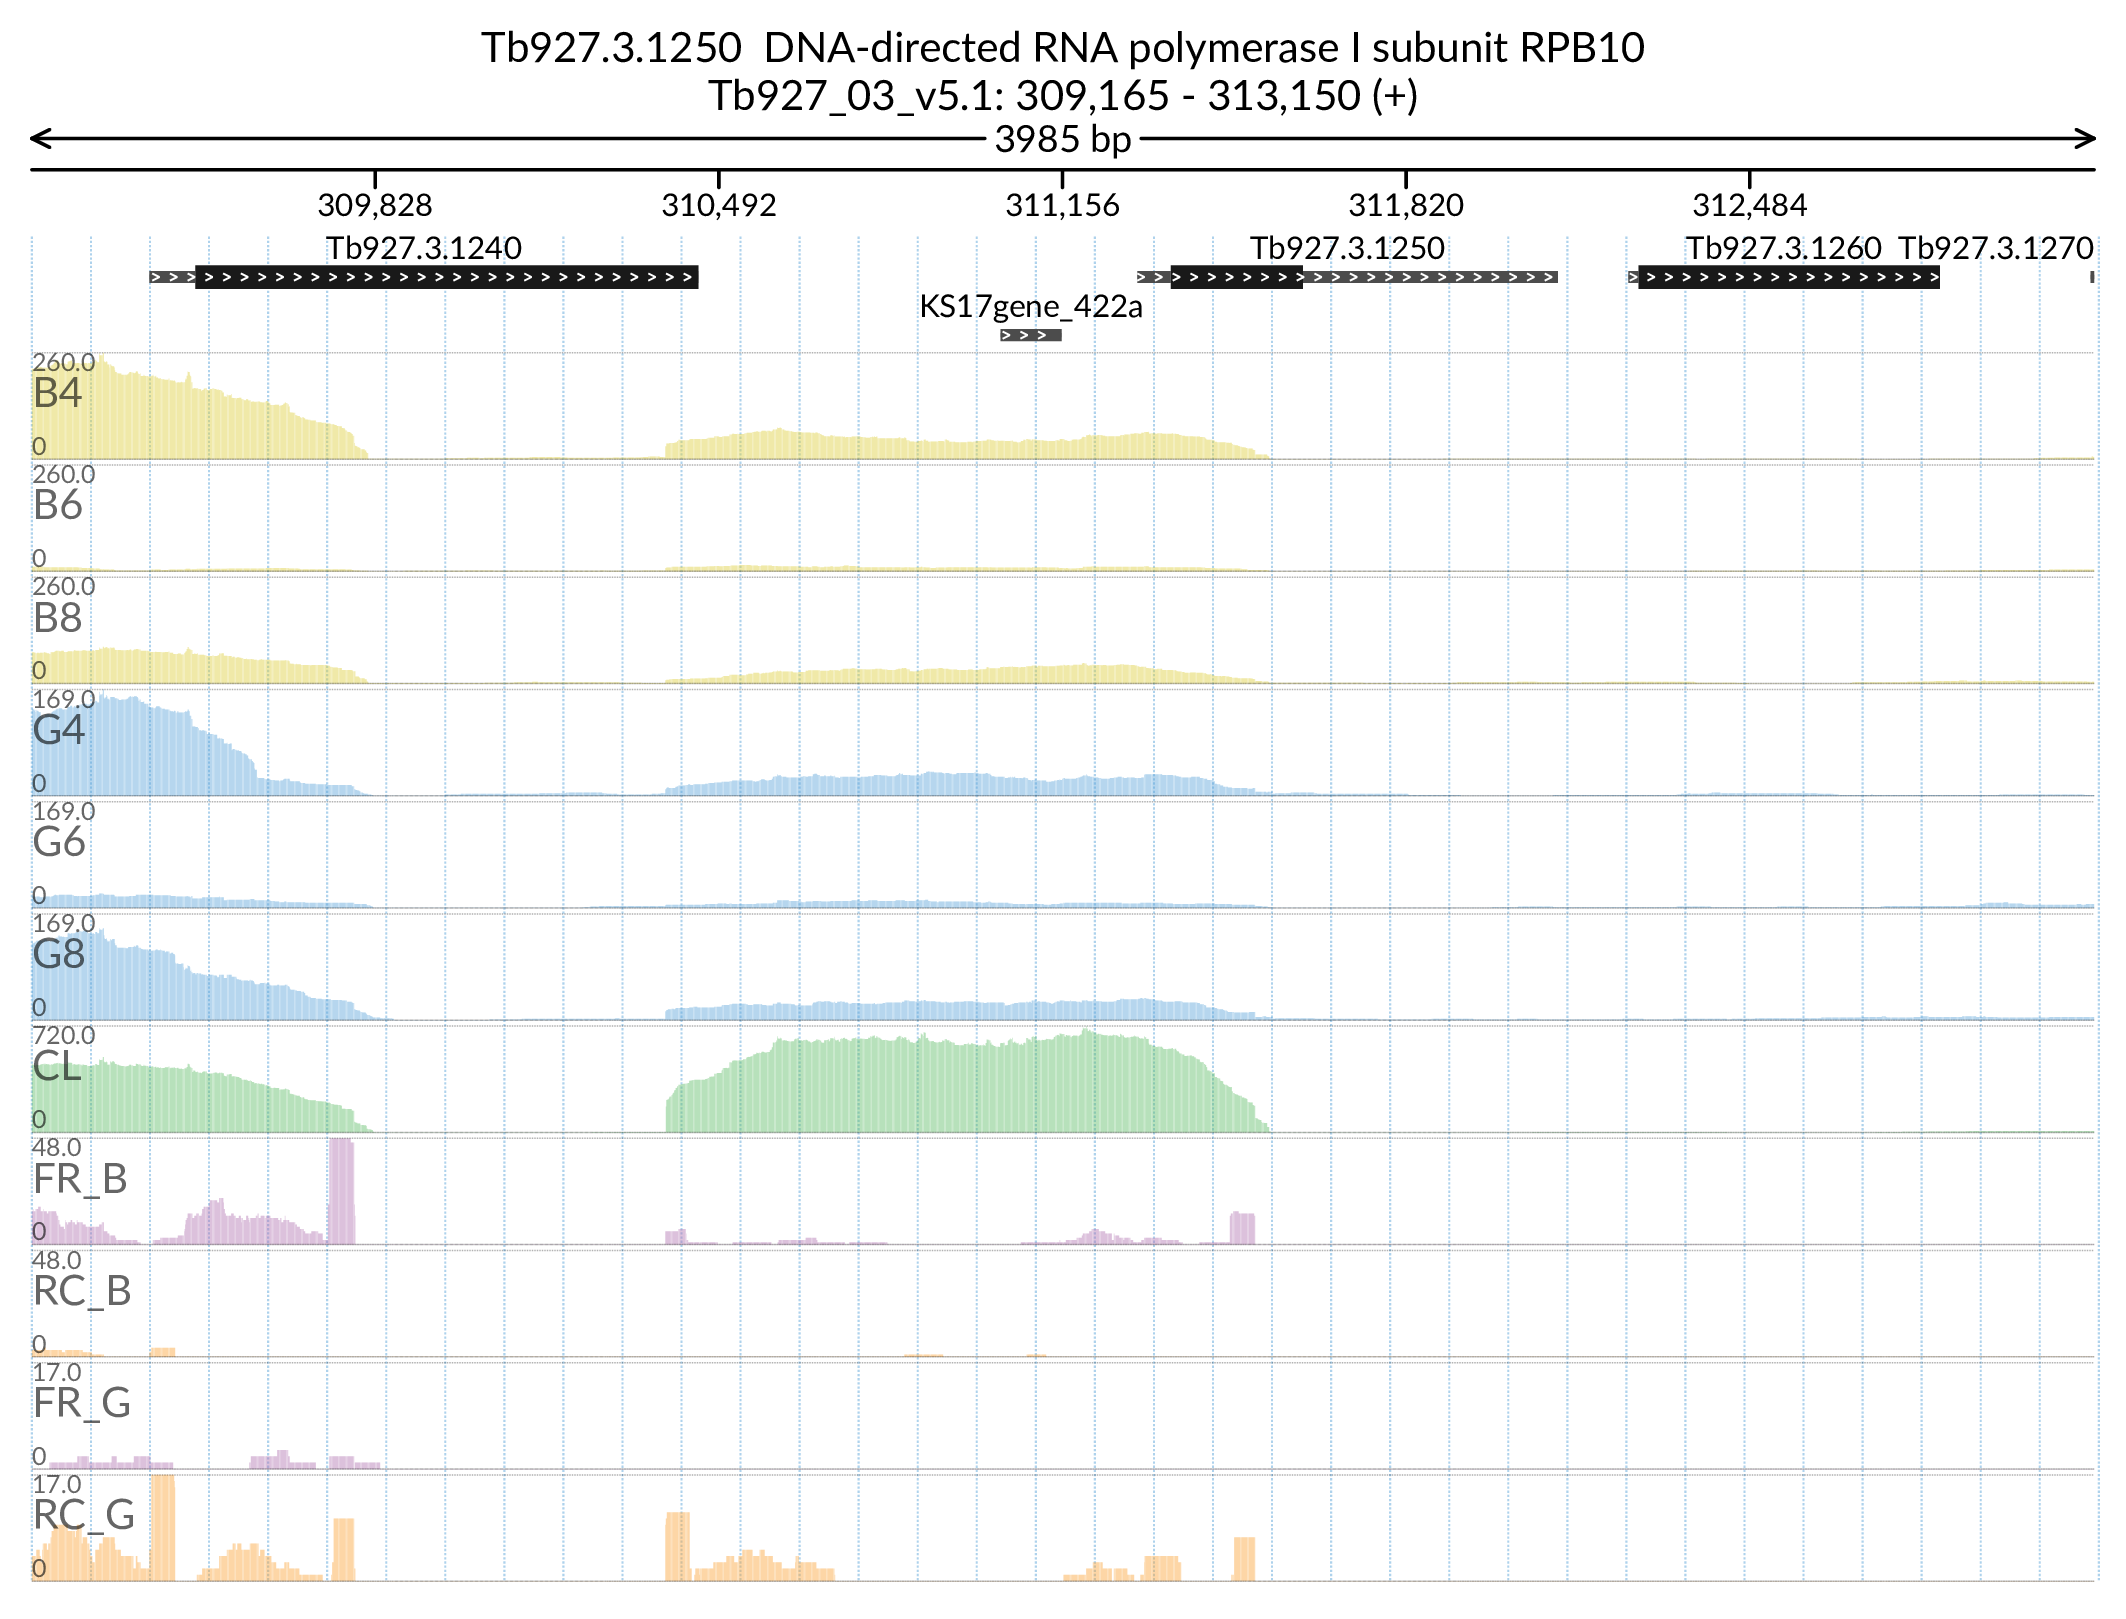 Tb927.3.1250  DNA-directed RNA polymerase I subunit RPB10
Tb927_03_v5.1: 309,165 - 313,150 (+)
3985 bp
309,828 310,492 311,156 311,820 312,484
Tb927.3.1240 Tb927.3.1250 Tb927.3.1260 Tb927.3.1270
KS17gene_422a
260.0
B4
0
260.0
B6
0
260.0
B8
0
169.0
G4
0
169.0
G6
0
169.0
G8
0
720.0
CL
0
48.0
FR_B
0
48.0
RC_B
0
17.0
FR_G
0
17.0
RC_G
0